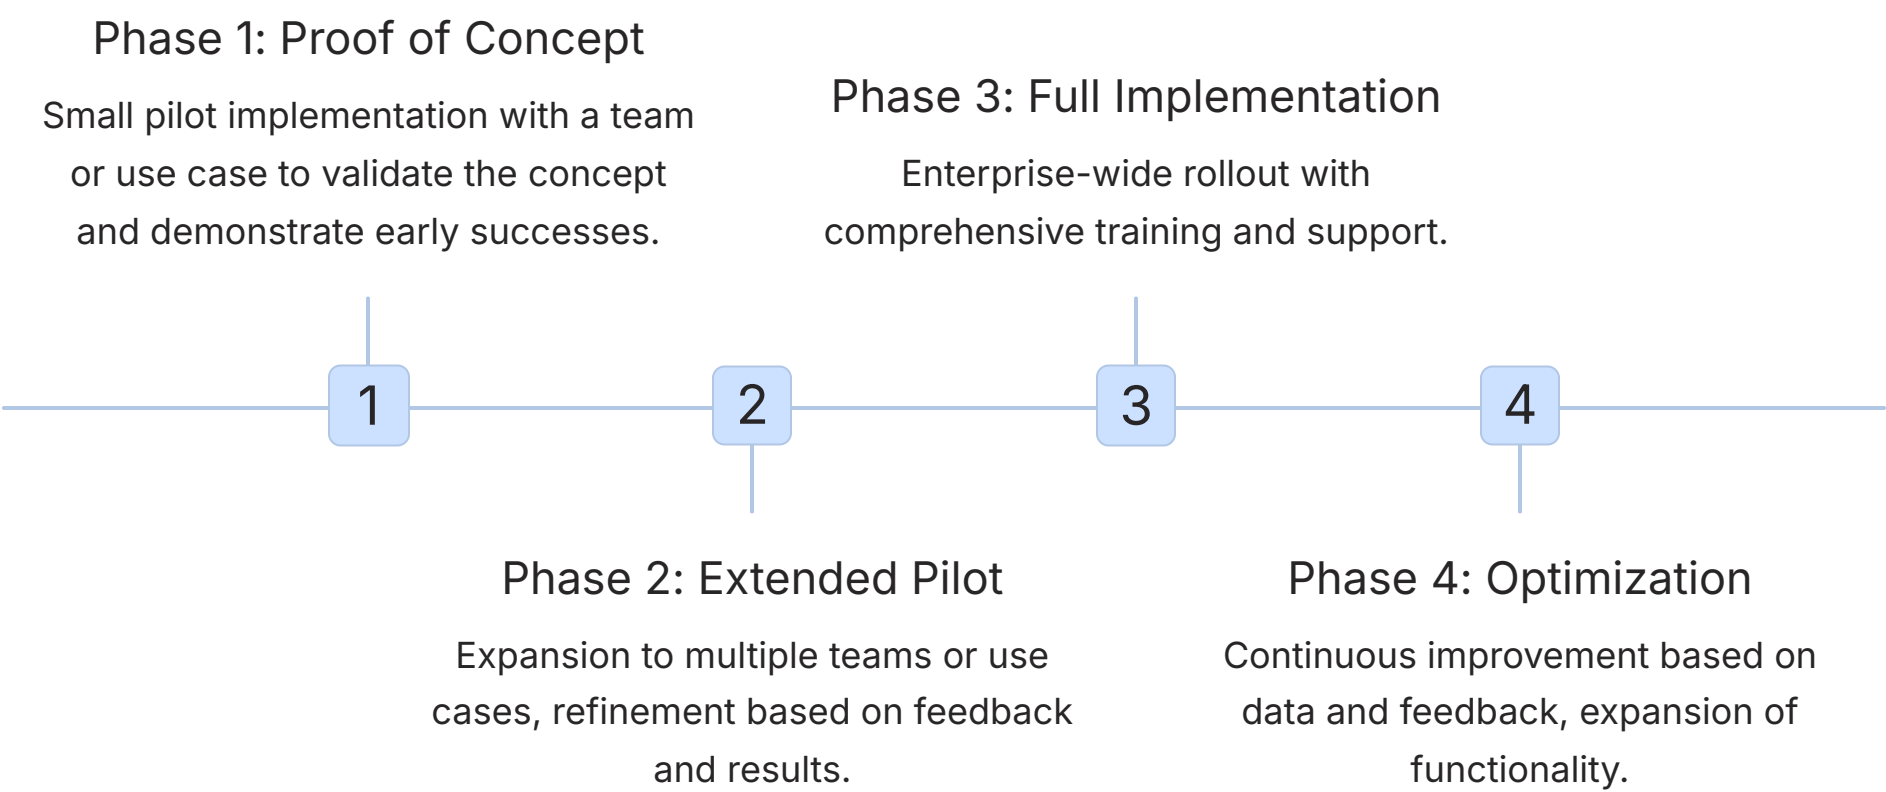 Phase 1: Proof of Concept
Small pilot implementation with a team
or use case to validate the concept
and demonstrate early successes.
Phase 3: Full Implementation
Enterprise-wide rollout with
comprehensive training and support.
1
2
3
4
Phase 2: Extended Pilot
Expansion to multiple teams or use
cases, refinement based on feedback
and results.
Phase 4: Optimization
Continuous improvement based on
data and feedback, expansion of
functionality.